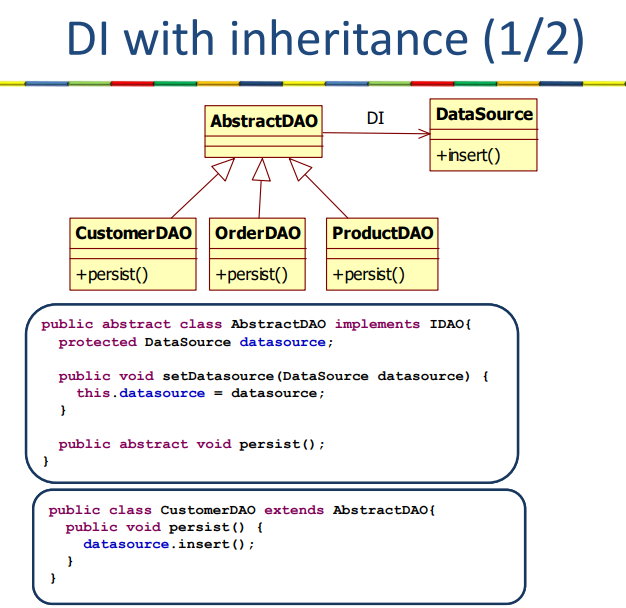 DI with inheritance (1/2)
AbstractDAO
DI
DataSource
+insert()
CustomerDAO
+persist()
OrderDAO
+persist()
ProductDAO
+persist()
public abstract class AbstractDAO implements IDAO{
protected DataSource datasource;
public void setDatasource(DataSource datasource) {
this.datasource = datasource;
}
public abstract void persist();
}
public class CustomerDAO extends AbstractDAO{
public void persist() {
datasource.insert();
}
}